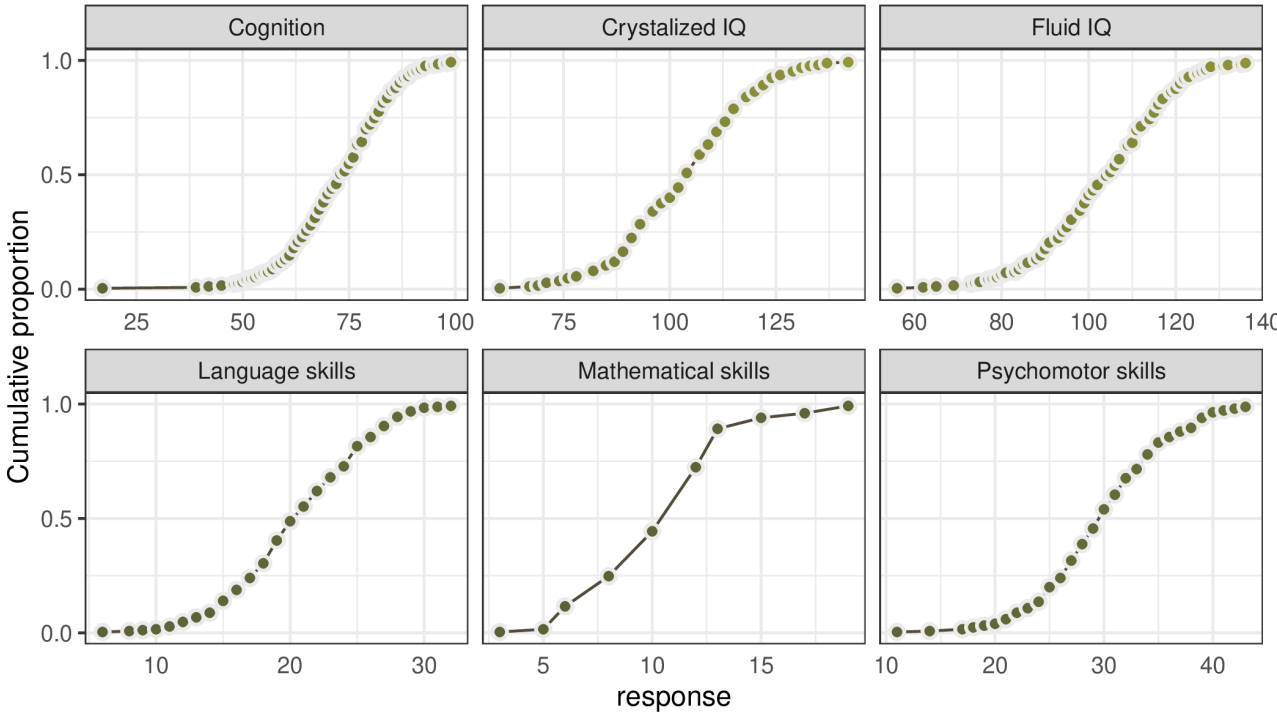 Cognition
Crystalized IQ
Fluid IQ
Cumulative proportion
1.0
0.5
0.0
25 50 75 100
75 100 125
60 80 100 120 140
Language skills
Mathematical skills
Psychomotor skills
1.0
0.5
0.0
10 20 30
5 10 15
10 20 30 40
response